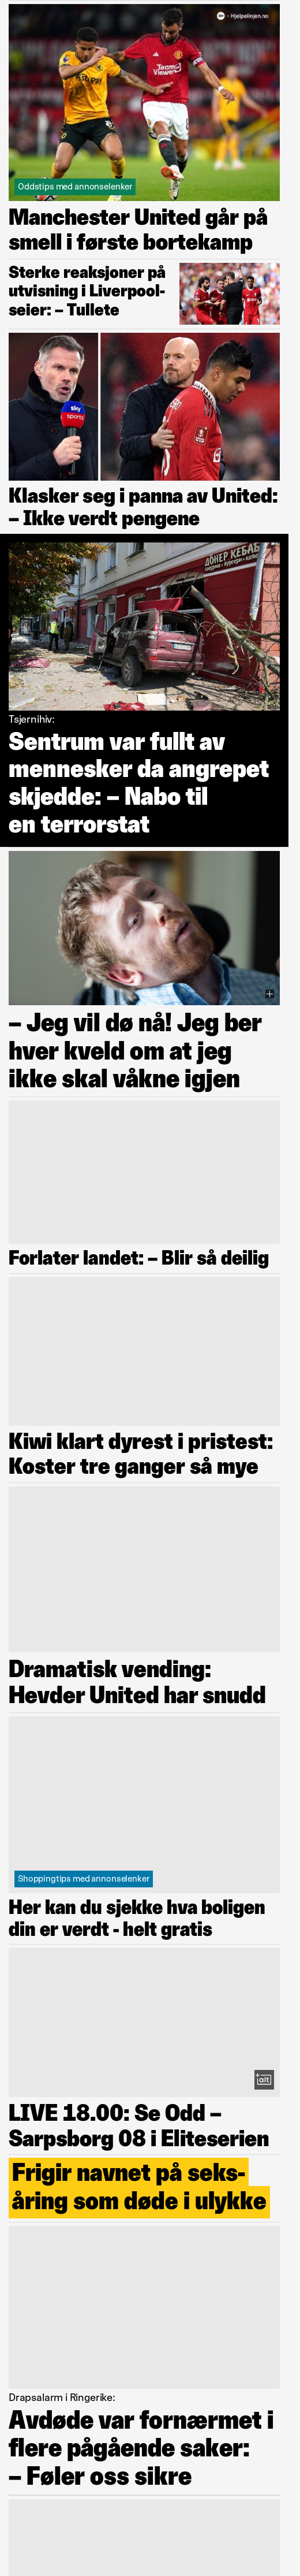 - Hjelpelinjen.no
TeamViewer
Oddstips med annonselenker
Manchester United går på
smell i første bortekamp
Sterke reaksjoner på
utvisning i Liverpool-
seier: – Tullete
sky
sports
Klasker seg i panna av United:
– Ikke verdt pengene
ДОНЕР КЕБАБ
Tsjernihiv:
Sentrum var fullt av
mennesker da angrepet
skjedde: – Nabo til
en terrorstat
– Jeg vil dø nå! Jeg ber
hver kveld om at jeg
ikke skal våkne igjen
Forlater landet: – Blir så deilig
Kiwi klart dyrest i pristest:
Koster tre ganger så mye
Dramatisk vending:
Hevder United har snudd
Shoppingtips med annonselenker
Her kan du sjekke hva boligen
din er verdt - helt gratis
+alt
LIVE 18.00: Se Odd –
Sarpsborg 08 i Eliteserien
Frigir navnet på seks-
åring som døde i ulykke
Drapsalarm i Ringerike:
Avdøde var fornærmet i
flere pågående saker:
– Føler oss sikre